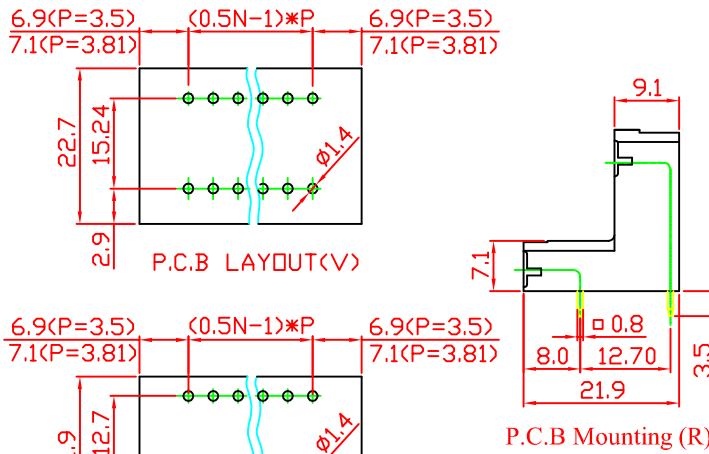 6.9(P=3.5) (0.5N-1)*P 6.9(P=3.5)
7.1(P=3.81) 7.1(P=3.81)
22.7
15.24
2.9
ø1.4
P.C.B LAYOUT(V)
9.1
7.1
□ 0.8
8.0 12.70
3.5
21.9
P.C.B Mounting (R)
6.9(P=3.5) (0.5N-1)*P 6.9(P=3.5)
7.1(P=3.81) 7.1(P=3.81)
12.7
ø1.4